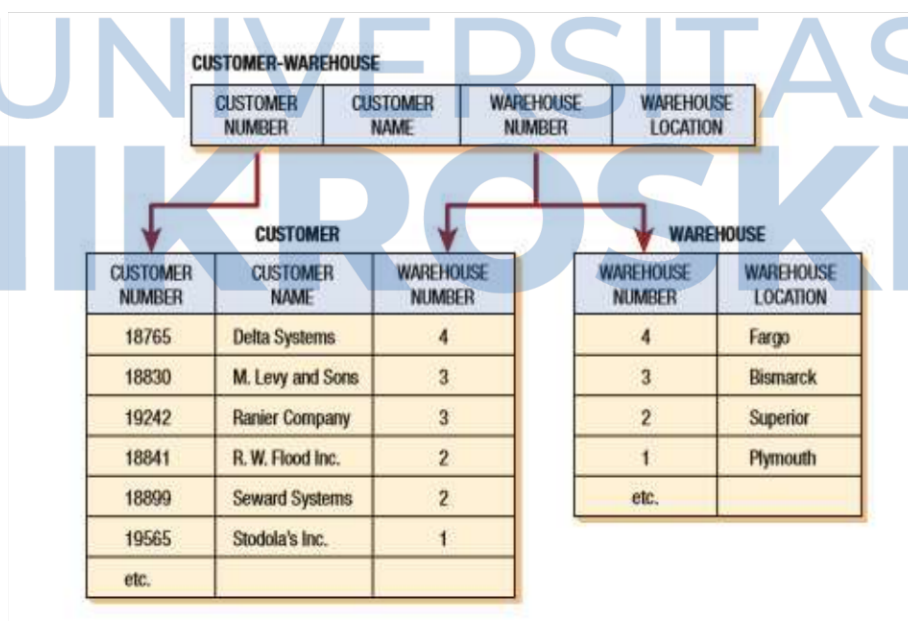 UNIVERSITAS
MIKROSKI
CUSTOMER-WAREHOUSE
CUSTOMER NUMBER CUSTOMER NAME WAREHOUSE NUMBER WAREHOUSE LOCATION
CUSTOMER
CUSTOMER NUMBER CUSTOMER NAME WAREHOUSE NUMBER
18765 Delta Systems 4
18830 M. Levy and Sons 3
19242 Ranier Company 3
18841 R. W. Flood Inc. 2
18899 Seward Systems 2
19565 Stodola's Inc. 1
etc.
WAREHOUSE
WAREHOUSE NUMBER WAREHOUSE LOCATION
4 Fargo
3 Bismarck
2 Superior
1 Plymouth
etc.